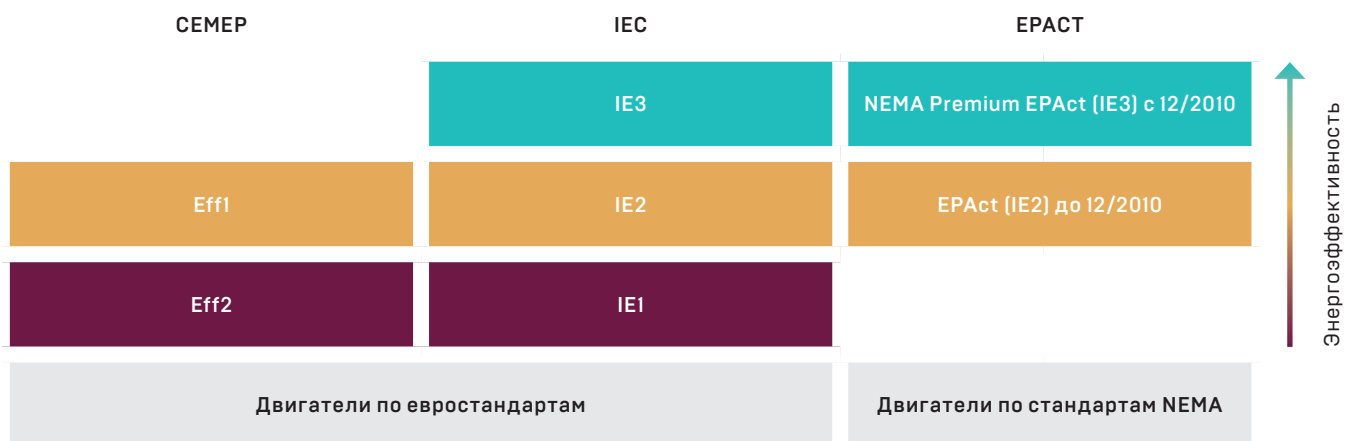 CEMEP
IEC
EPACT
IE3
NEMA Premium EPAct (IE3) с 12/2010
Eff1
IE2
EPAct (IE2) до 12/2010
Eff2
IE1
Двигатели по евростандартам
Двигатели по стандартам NEMA
Энергоэффективность